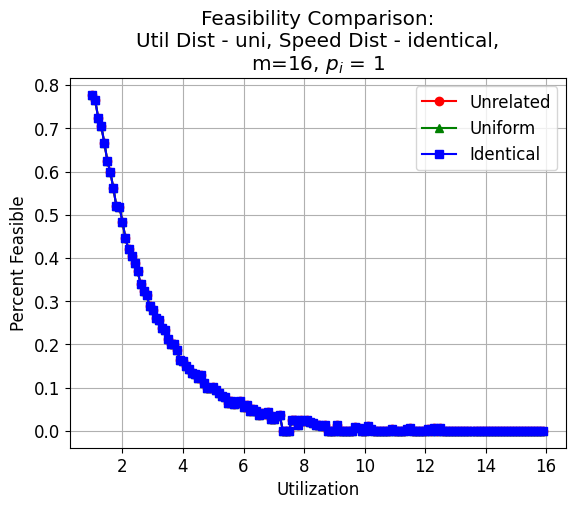 Feasibility Comparison:
Util Dist - uni, Speed Dist - identical,
m=16, p_i = 1
Unrelated
Uniform
Identical
Percent Feasible
0.8
0.7
0.6
0.5
0.4
0.3
0.2
0.1
0.0
2 4 6 8 10 12 14 16
Utilization